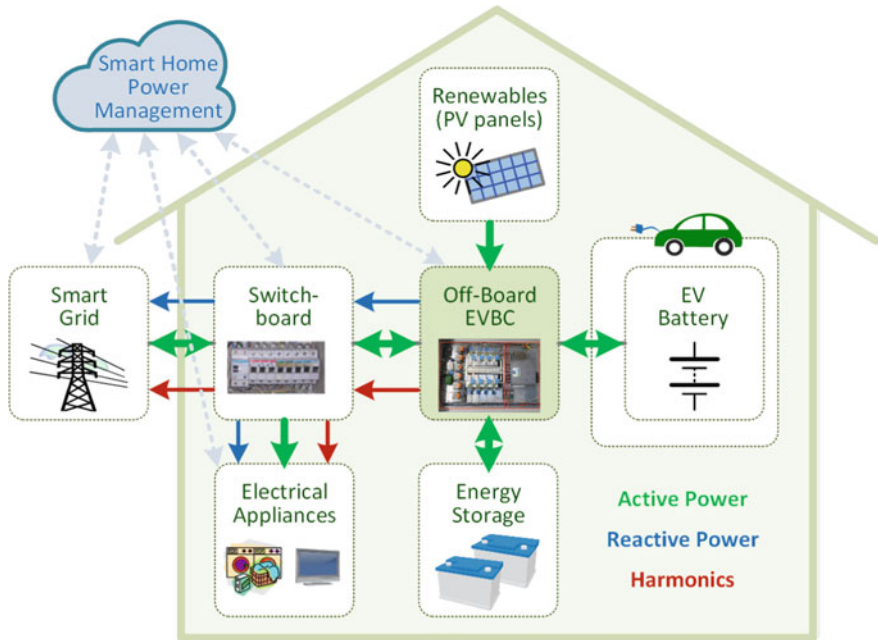 Smart Home
Power
Management
Renewables
(PV panels)
Smart
Grid
Switch-
board
Off-Board
EVBC
EV
Battery
Electrical
Appliances
Energy
Storage
Active Power
Reactive Power
Harmonics